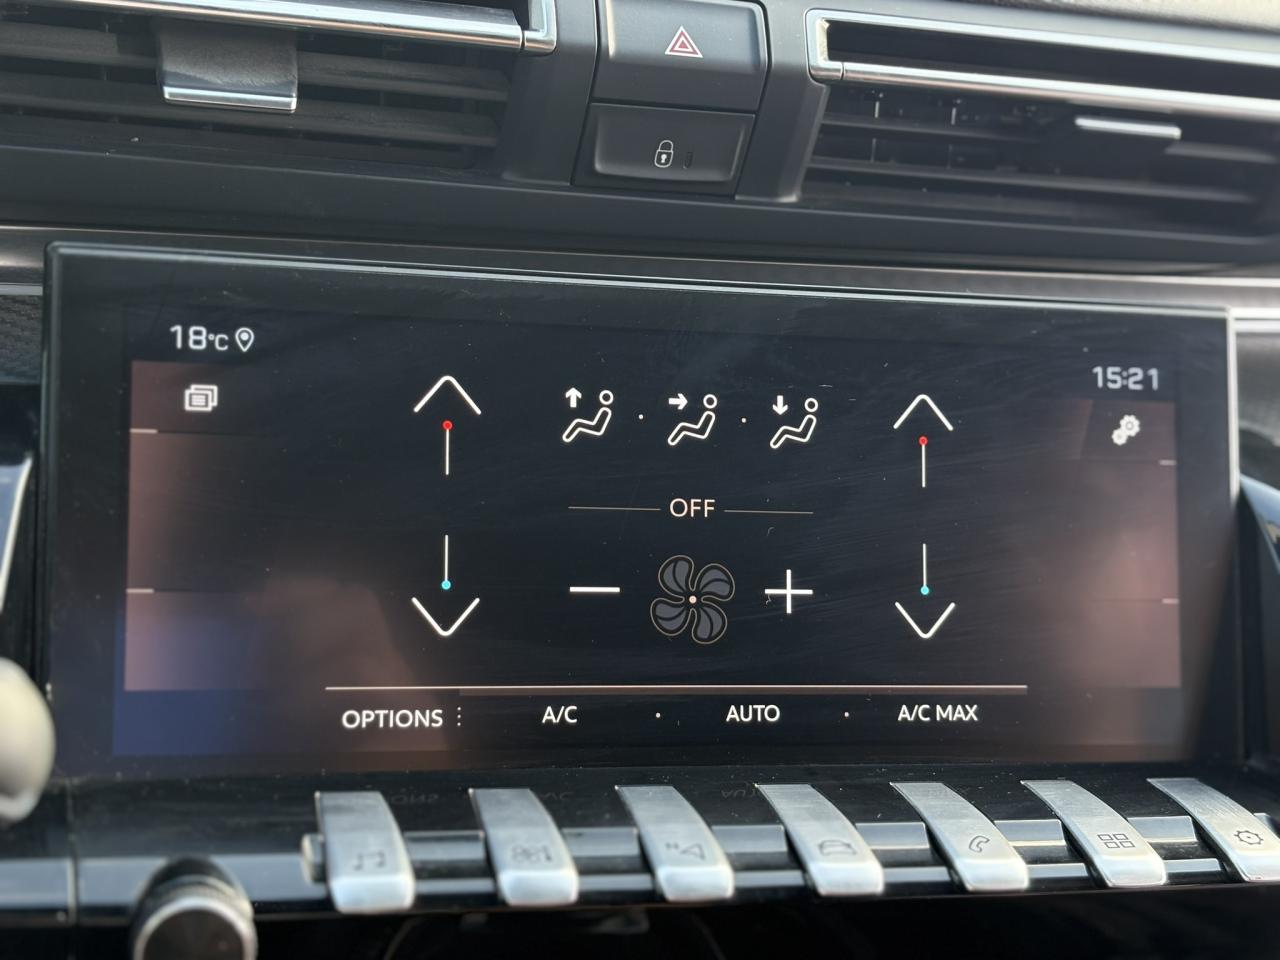 18°C
15:21
OFF
OPTIONS
A/C
AUTO
A/C MAX
N